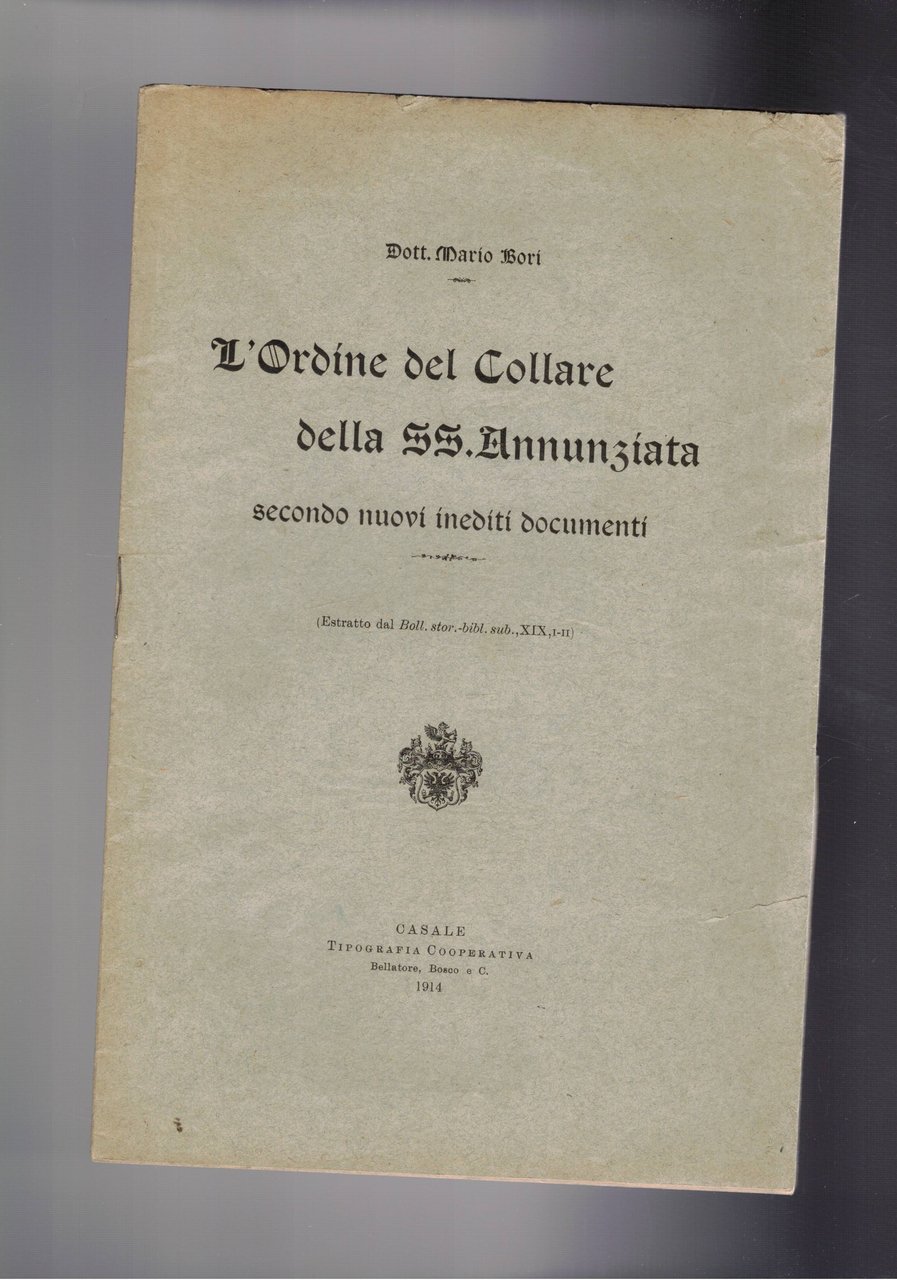 Dott. Mario Bori
L'Ordine del Collare
della SS. Annunziata
secondo nuovi inediti documenti
(Estratto dal Boll. stor.-bibl. sub., XIX, I-II)
CASALE
TIPOGRAFIA COOPERATIVA
Bellatore, Bosco e C.
1914